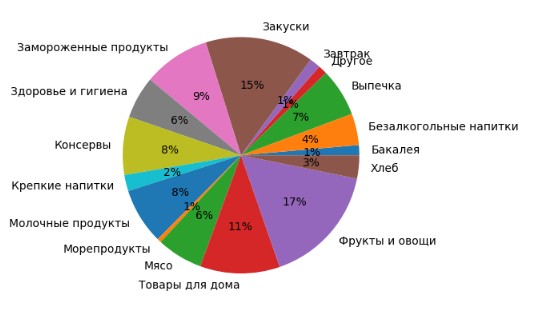 Закуски
Замороженные продукты
Завтрак
Другое
15%
Выпечка
9%
1%
Здоровье и гигиена
1%
6%
7%
Безалкогольные напитки
4%
Консервы
8%
Бакалея
1%
3%
Хлеб
2%
Крепкие напитки
8%
17%
1%
6%
Молочные продукты
11%
Фрукты и овощи
Морепродукты
Мясо
Товары для дома